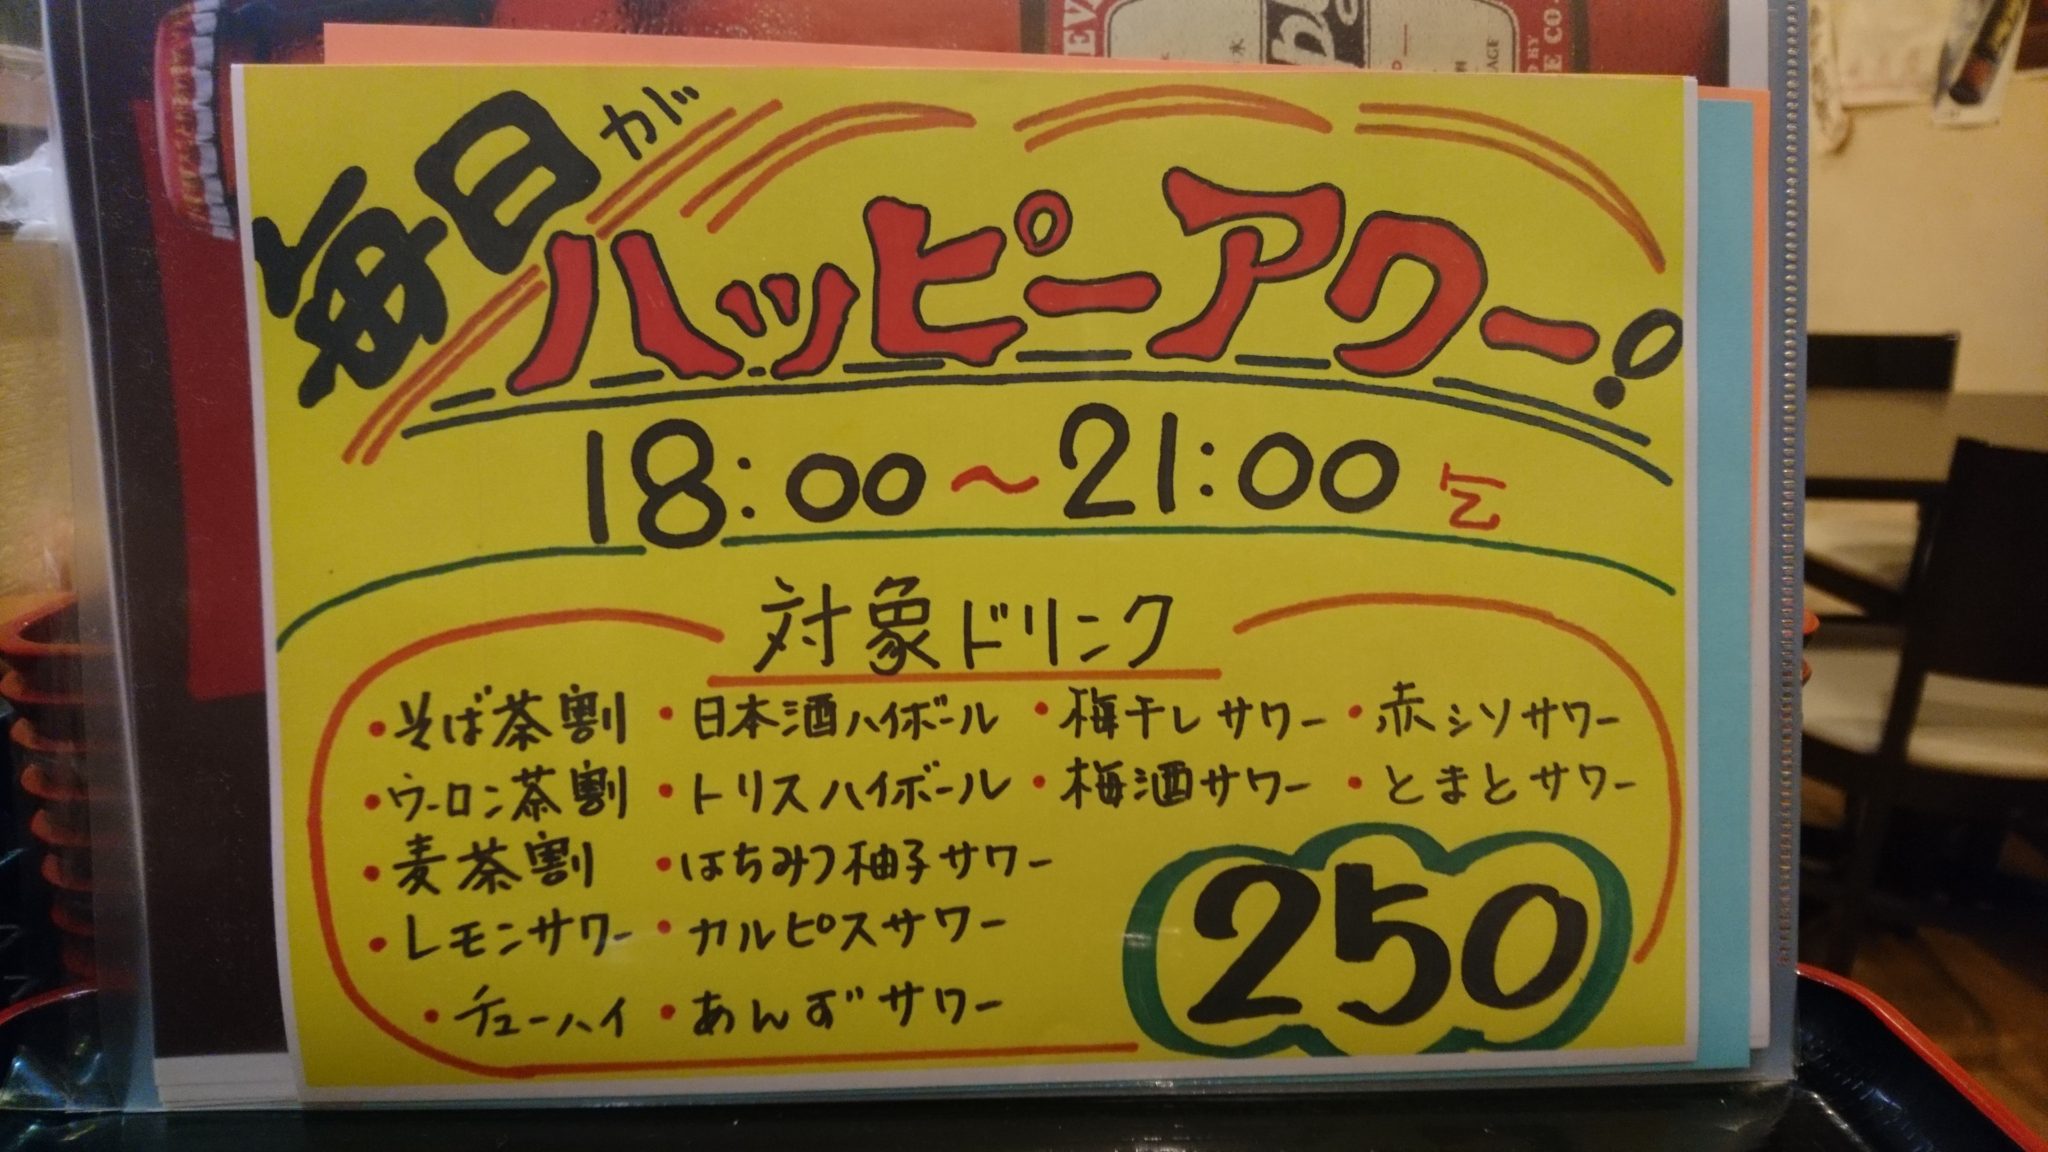 毎日が
ハッピーアワー!
18:00～21:00まで
対象ドリンク
・そば茶割 ・日本酒ハイボール ・梅干しサワー ・赤シソサワー
・ウーロン茶割 ・トリスハイボール ・梅酒サワー ・とまとサワー
・麦茶割 ・はちみつ柚子サワー
・レモンサワー ・カルピスサワー
・チューハイ ・あんずサワー
250